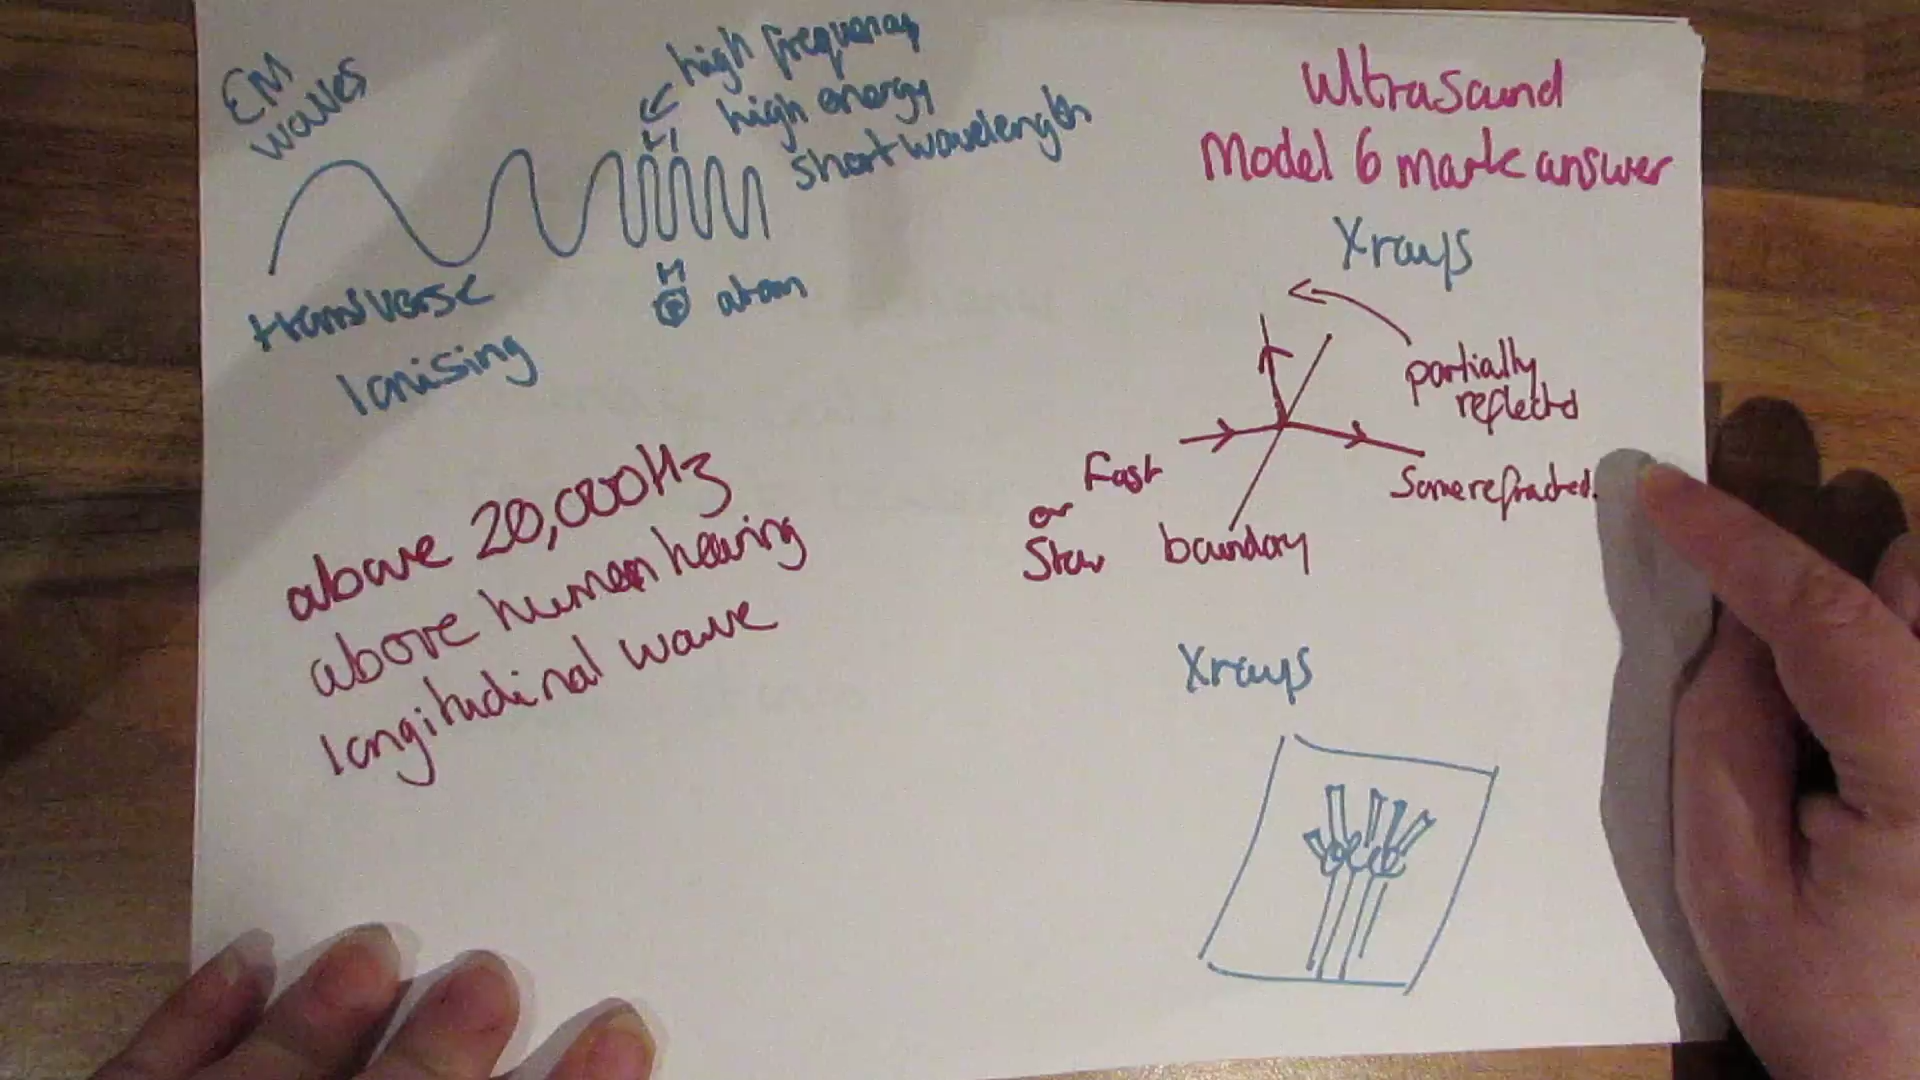 EM
waves
high frequency
high energy
short wavelength
transverse
atom
Ionising
Ultrasound
Model 6 mark answer
Xrays
partially
reflected
Some refracted.
Fast
or
Slow
boundary
above 20,000Hz
above human hearing
longitudinal wave
Xrays